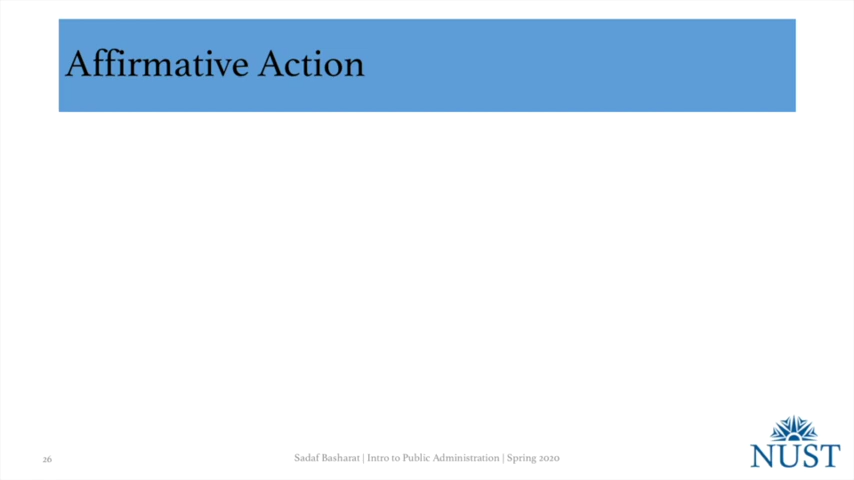 Affirmative Action
26
Sadaf Basharat | Intro to Public Administration | Spring 2020
NUST